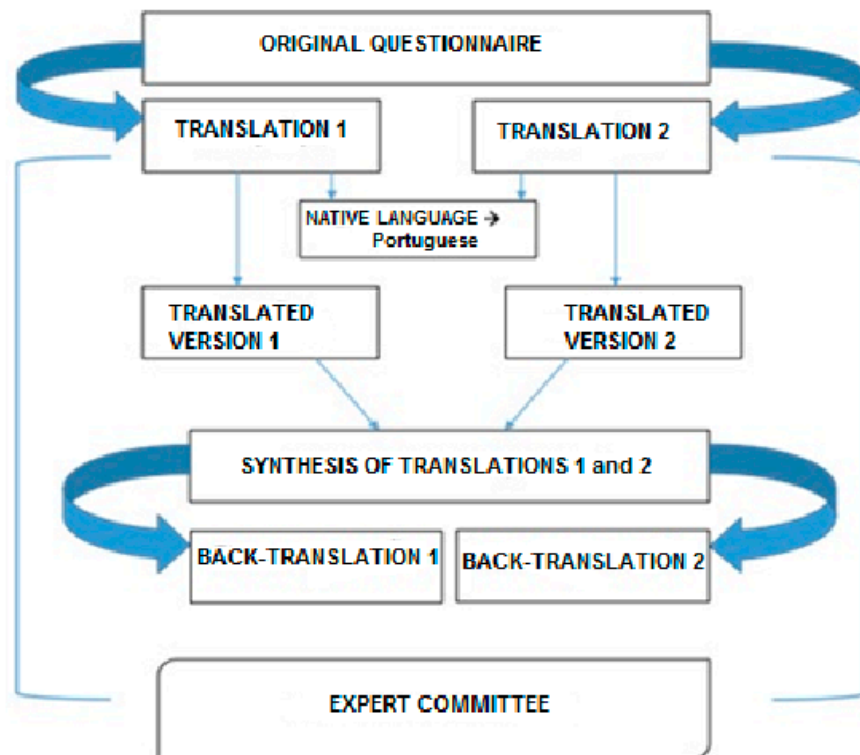 ORIGINAL QUESTIONNAIRE
TRANSLATION 1
TRANSLATION 2
NATIVE LANGUAGE →
Portuguese
TRANSLATED
VERSION 1
TRANSLATED
VERSION 2
SYNTHESIS OF TRANSLATIONS 1 and 2
BACK-TRANSLATION 1
BACK-TRANSLATION 2
EXPERT COMMITTEE